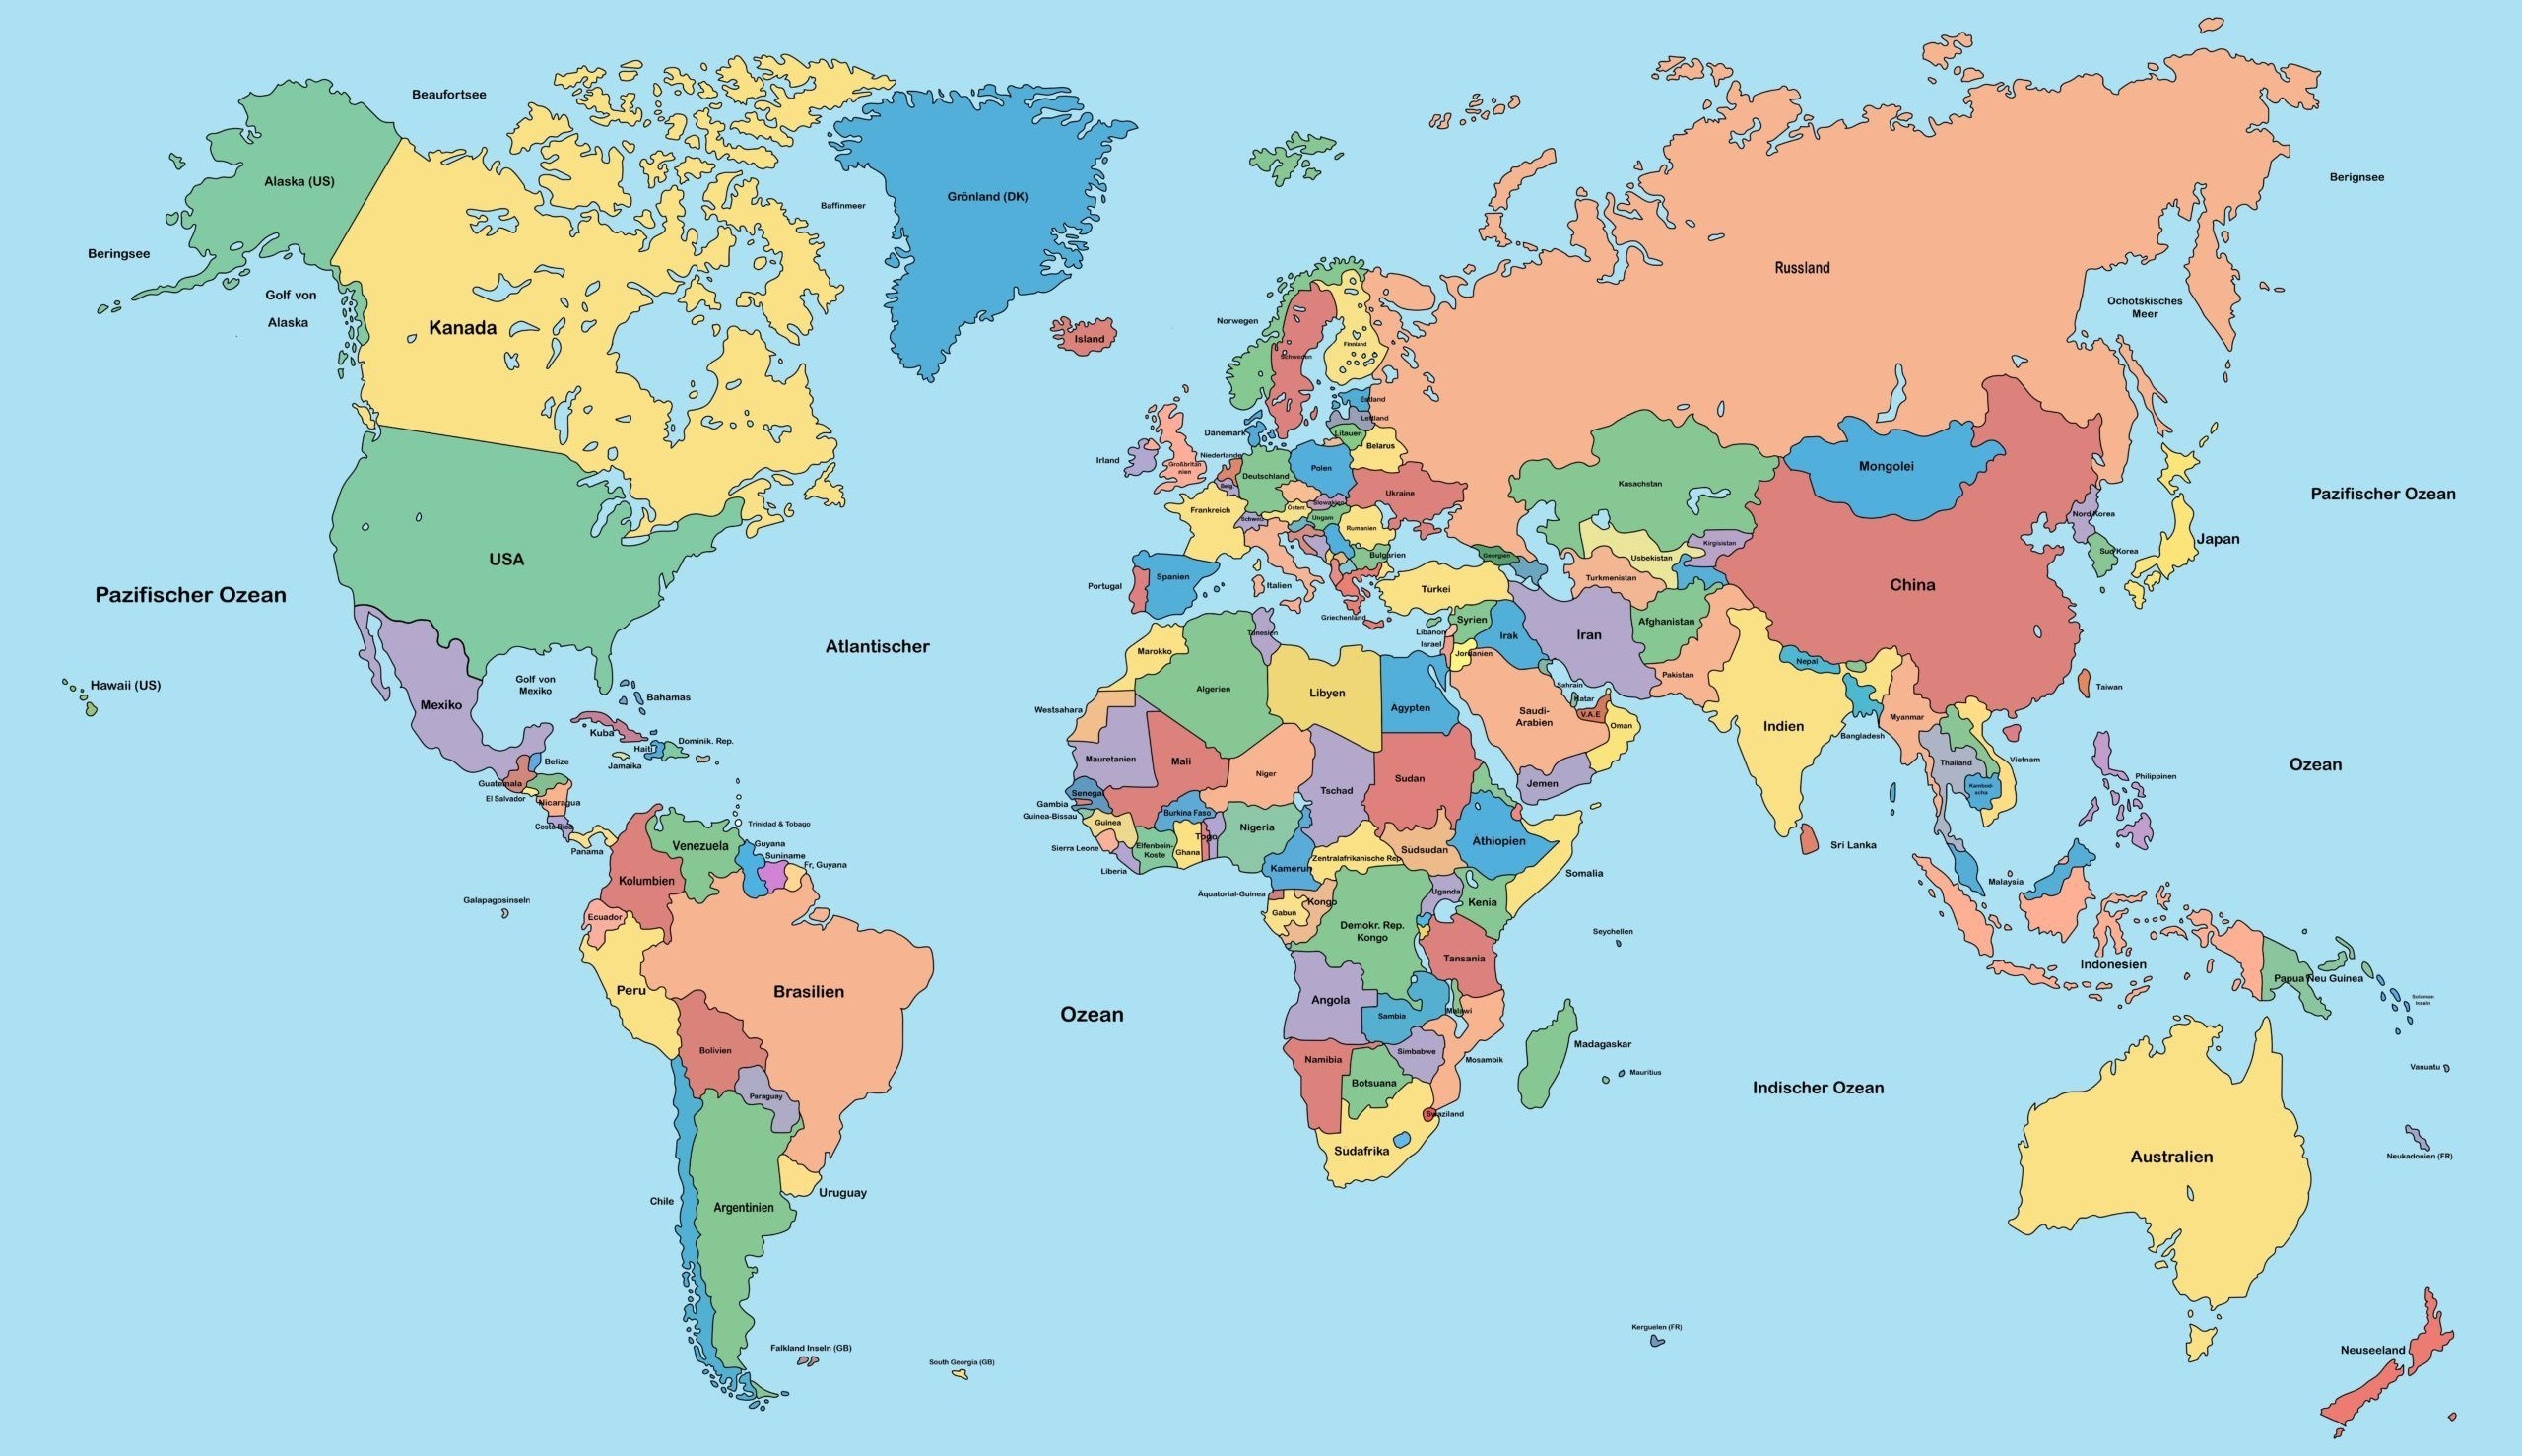 Beaufortsee
Alaska (US)
Beringsee
Golf von
Alaska
Kanada
Baffinmeer
Grönland (DK)
Island
USA
Pazifischer Ozean
Atlantischer
Hawaii (US)
Golf von
Mexiko
Mexiko
Bahamas
Kuba
Haiti
Dominik. Rep.
Jamaika
Belize
Guatemala
El Salvador
Nicaragua
Costa Rica
Panama
Trinidad & Tobago
Venezuela
Guyana
Suriname
Fr. Guyana
Kolumbien
Galapagosinseln
Ecuador
Peru
Brasilien
Bolivien
Paraguay
Chile
Argentinien
Uruguay
Falkland Inseln (GB)
South Georgia (GB)
Ozean
Norwegen
Schweden
Finnland
Estland
Lettland
Litauen
Dänemark
Belarus
Irland
Großbritan
nien
Niederlande
Belg.
Deutschland
Polen
Ukraine
Frankreich
Schweiz
Österr.
Slowakien
Ungarn
Rumänien
Bulgarien
Portugal
Spanien
Italien
Griechenland
Türkei
Georgien
Russland
Berignsee
Ochotskisches
Meer
Kasachstan
Mongolei
Usbekistan
Kirgisistan
Turkmenistan
China
Nord Korea
Süd Korea
Japan
Pazifischer Ozean
Syrien
Libanon
Israel
Jordanien
Irak
Iran
Afghanistan
Pakistan
Nepal
Indien
Bangladesh
Myanmar
Taiwan
Bahrain
Katar
V.A.E
Saudi-
Arabien
Oman
Jemen
Thailand
Vietnam
Kambod-
scha
Philippinen
Ozean
Sri Lanka
Malaysia
Indonesien
Papua Neu Guinea
Solomon
Inseln
Marokko
Algerien
Tunesien
Libyen
Ägypten
Westsahara
Mauretanien
Mali
Niger
Tschad
Sudan
Senegal
Gambia
Guinea-Bissau
Guinea
Sierra Leone
Liberia
Elfenbein-
Koste
Burkina Faso
Ghana
Togo
Nigeria
Kamerun
Zentralafrikanische Rep.
Südsudan
Äthiopien
Somalia
Äquatorial-Guinea
Gabun
Kongo
Demokr. Rep.
Kongo
Uganda
Kenia
Tansania
Seychellen
Angola
Sambia
Malawi
Mosambik
Simbabwe
Namibia
Botsuana
Swaziland
Südafrika
Madagaskar
Mauritius
Indischer Ozean
Kerguelen (FR)
Australien
Vanuatu
Neukadonien (FR)
Neuseeland